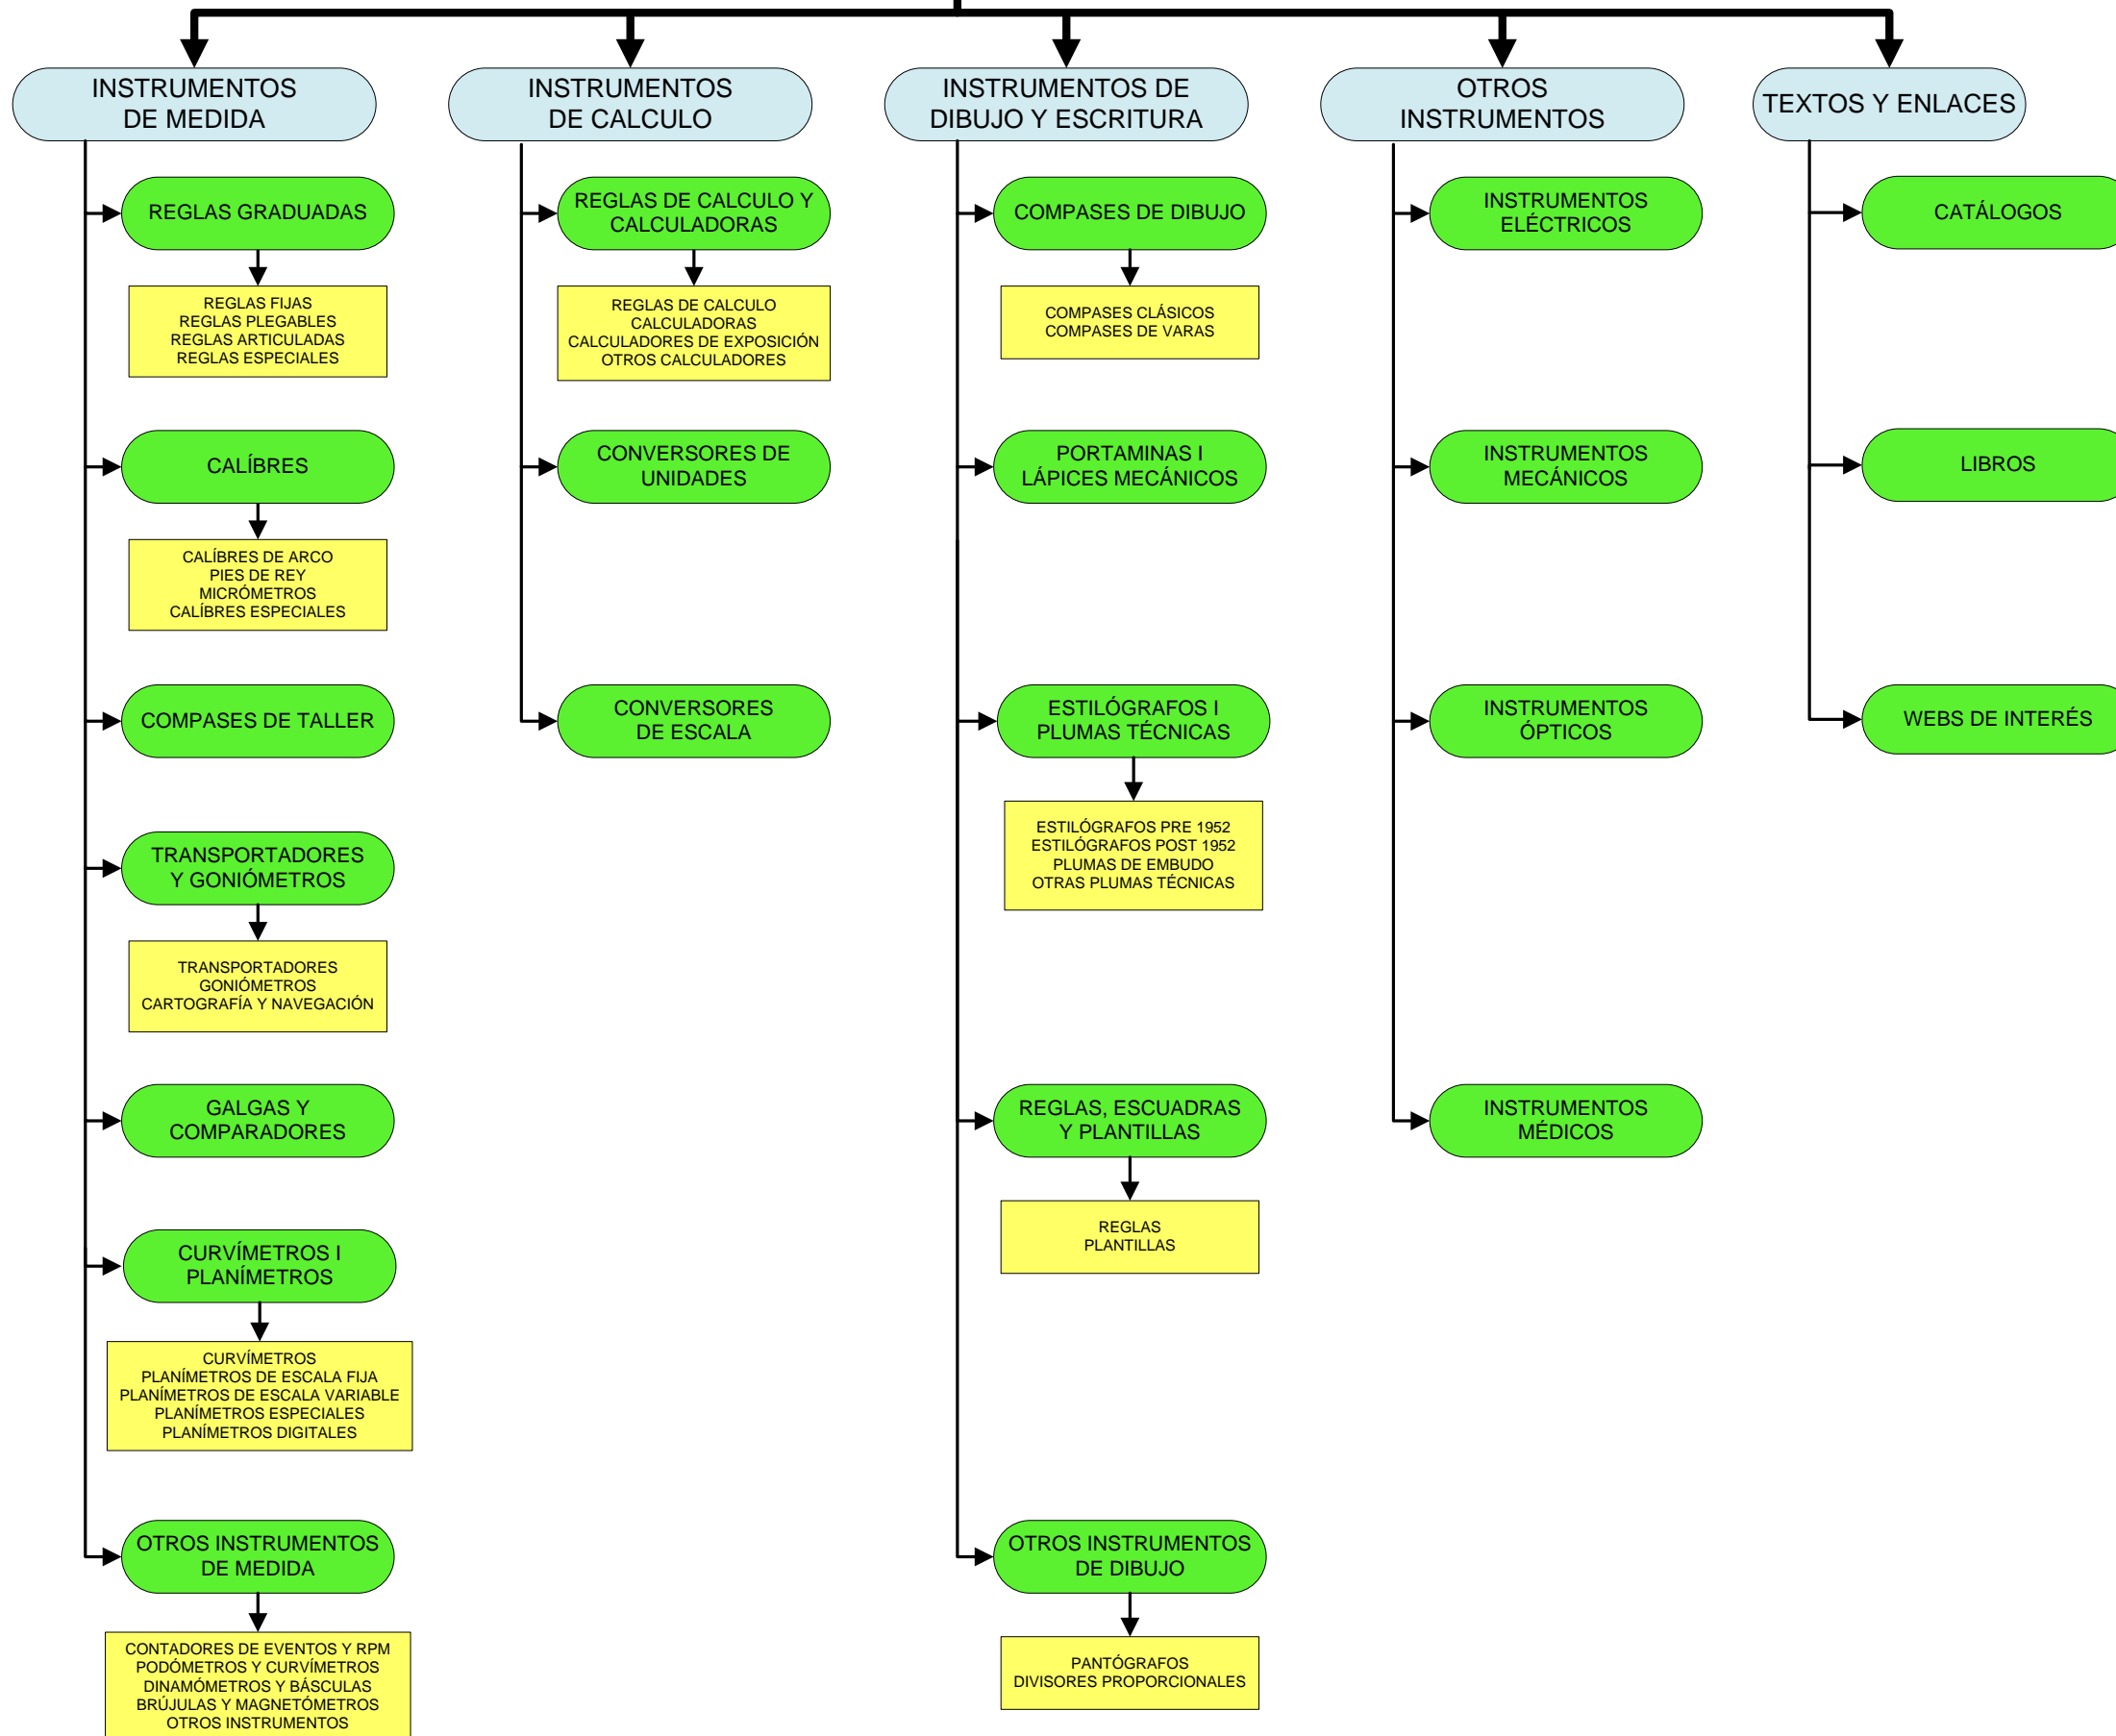 INSTRUMENTOS
DE MEDIDA
REGLAS GRADUADAS
REGLAS FIJAS
REGLAS PLEGABLES
REGLAS ARTICULADAS
REGLAS ESPECIALES
CALÍBRES
CALÍBRES DE ARCO
PIES DE REY
MICRÓMETROS
CALÍBRES ESPECIALES
COMPASES DE TALLER
TRANSPORTADORES
Y GONIÓMETROS
TRANSPORTADORES
GONIÓMETROS
CARTOGRAFÍA Y NAVEGACIÓN
GALGAS Y
COMPARADORES
CURVÍMETROS I
PLANÍMETROS
CURVÍMETROS
PLANÍMETROS DE ESCALA FIJA
PLANÍMETROS DE ESCALA VARIABLE
PLANÍMETROS ESPECIALES
PLANÍMETROS DIGITALES
OTROS INSTRUMENTOS
DE MEDIDA
CONTADORES DE EVENTOS Y RPM
PODÓMETROS Y CURVÍMETROS
DINAMÓMETROS Y BÁSCULAS
BRÚJULAS Y MAGNETÓMETROS
OTROS INSTRUMENTOS
INSTRUMENTOS
DE CALCULO
REGLAS DE CALCULO Y
CALCULADORAS
REGLAS DE CALCULO
CALCULADORAS
CALCULADORES DE EXPOSICIÓN
OTROS CALCULADORES
CONVERSORES DE
UNIDADES
CONVERSORES
DE ESCALA
INSTRUMENTOS DE
DIBUJO Y ESCRITURA
COMPASES DE DIBUJO
COMPASES CLÁSICOS
COMPASES DE VARAS
PORTAMINAS I
LÁPICES MECÁNICOS
ESTILÓGRAFOS I
PLUMAS TÉCNICAS
ESTILÓGRAFOS PRE 1952
ESTILÓGRAFOS POST 1952
PLUMAS DE EMBUDO
OTRAS PLUMAS TÉCNICAS
REGLAS, ESCUADRAS
Y PLANTILLAS
REGLAS
PLANTILLAS
OTROS INSTRUMENTOS
DE DIBUJO
PANTÓGRAFOS
DIVISORES PROPORCIONALES
OTROS
INSTRUMENTOS
INSTRUMENTOS
ELÉCTRICOS
INSTRUMENTOS
MECÁNICOS
INSTRUMENTOS
ÓPTICOS
INSTRUMENTOS
MÉDICOS
TEXTOS Y ENLACES
CATÁLOGOS
LIBROS
WEBS DE INTERÉS